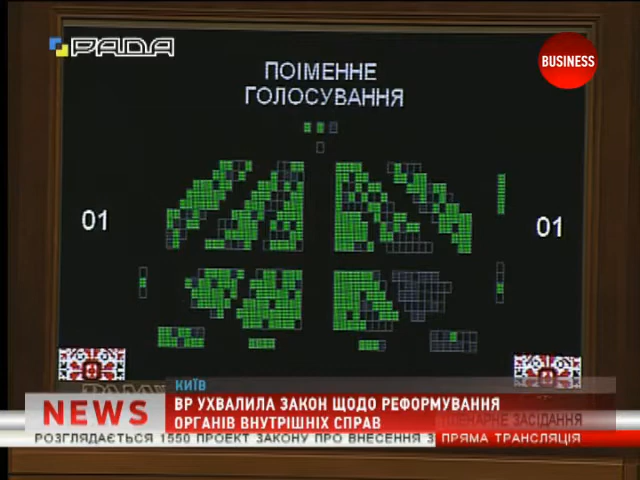 РАДА
BUSINESS
ПОІМЕННЕ
ГОЛОСУВАННЯ
01
01
КИЇВ
NEWS
ВР УХВАЛИЛА ЗАКОН ЩОДО РЕФОРМУВАННЯ
ОРГАНІВ ВНУТРІШНІХ СПРАВ
ПЛЕНАРНЕ ЗАСІДАННЯ
РОЗГЛЯДАЄТЬСЯ 1550 ПРОЕКТ ЗАКОНУ ПРО ВНЕСЕННЯ З
ПРЯМА ТРАНСЛЯЦІЯ